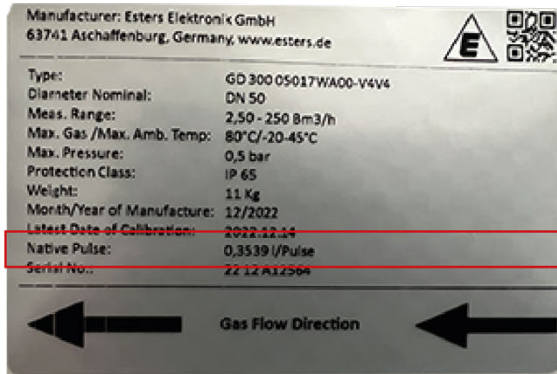 Manufacturer: Esters Elektronik GmbH
63741 Aschaffenburg, Germany, www.esters.de
E
Type: GD 300 05017WA00-V4V4
Diameter Nominal: DN 50
Meas. Range: 2,50 - 250 Bm3/h
Max. Gas /Max. Amb. Temp: 80°C/-20-45°C
Max. Pressure: 0,5 bar
Protection Class: IP 65
Weight: 11 Kg
Month/Year of Manufacture: 12/2022
Latest Date of Calibration: 2022.12.14
Native Pulse: 0,3539 l/Pulse
Serial No.: 22 12 A12564
Gas Flow Direction